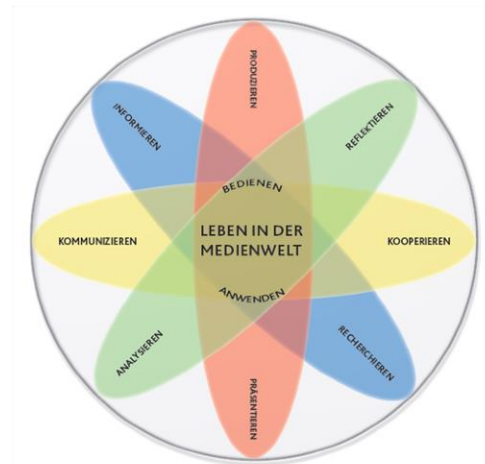 PRODUZIEREN
INFORMIEREN
REFLEKTIEREN
BEDIENEN
KOMMUNIZIEREN
LEBEN IN DER
MEDIENWELT
KOOPERIEREN
ANWENDEN
ANALYSIEREN
RECHERCHIEREN
PRÄSENTIEREN